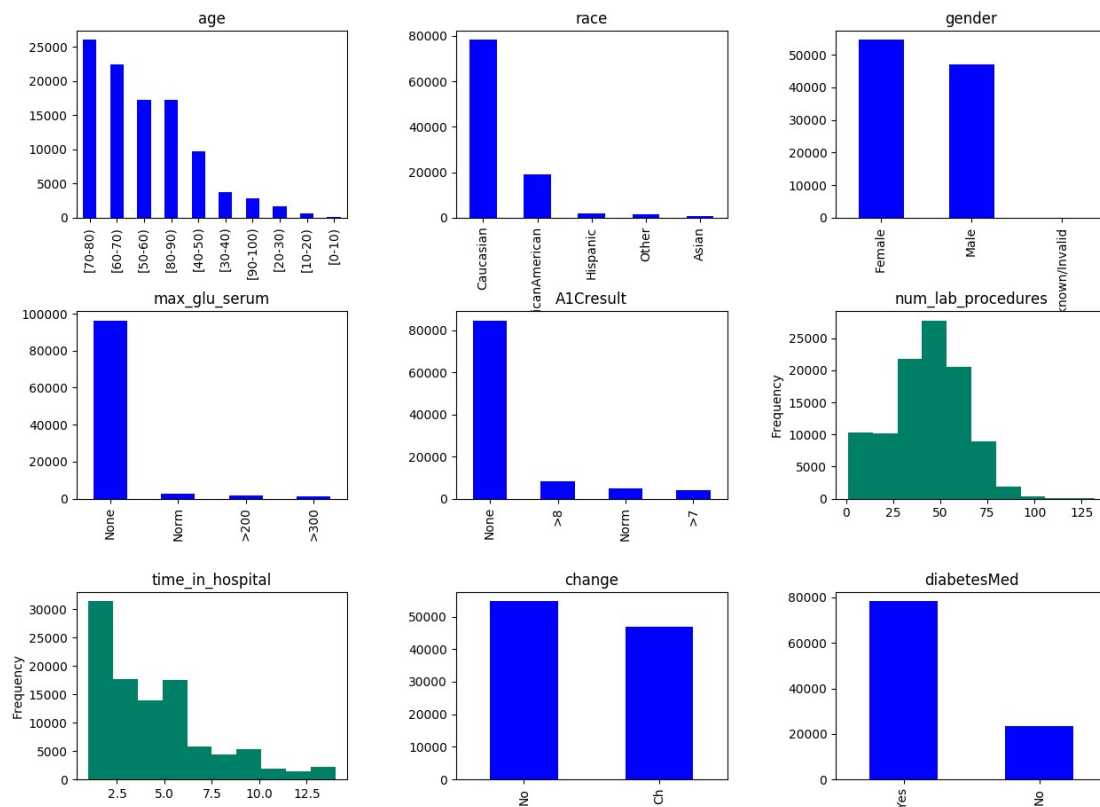 age
25000
20000
15000
10000
5000
0
[70-80)
[60-70)
[50-60)
[80-90)
[40-50)
[30-40)
[90-100)
[20-30)
[10-20)
[0-10)
race
80000
60000
40000
20000
0
Caucasian
icanAmerican
Hispanic
Other
Asian
gender
50000
40000
30000
20000
10000
0
Female
Male
known/Invalid
max_glu_serum
100000
80000
60000
40000
20000
0
None
Norm
>200
>300
A1Cresult
80000
60000
40000
20000
0
None
>8
Norm
>7
num_lab_procedures
Frequency
25000
20000
15000
10000
5000
0
0
25
50
75
100
125
time_in_hospital
Frequency
30000
25000
20000
15000
10000
5000
0
2.5
5.0
7.5
10.0
12.5
change
50000
40000
30000
20000
10000
0
No
Ch
diabetesMed
80000
60000
40000
20000
0
Yes
No